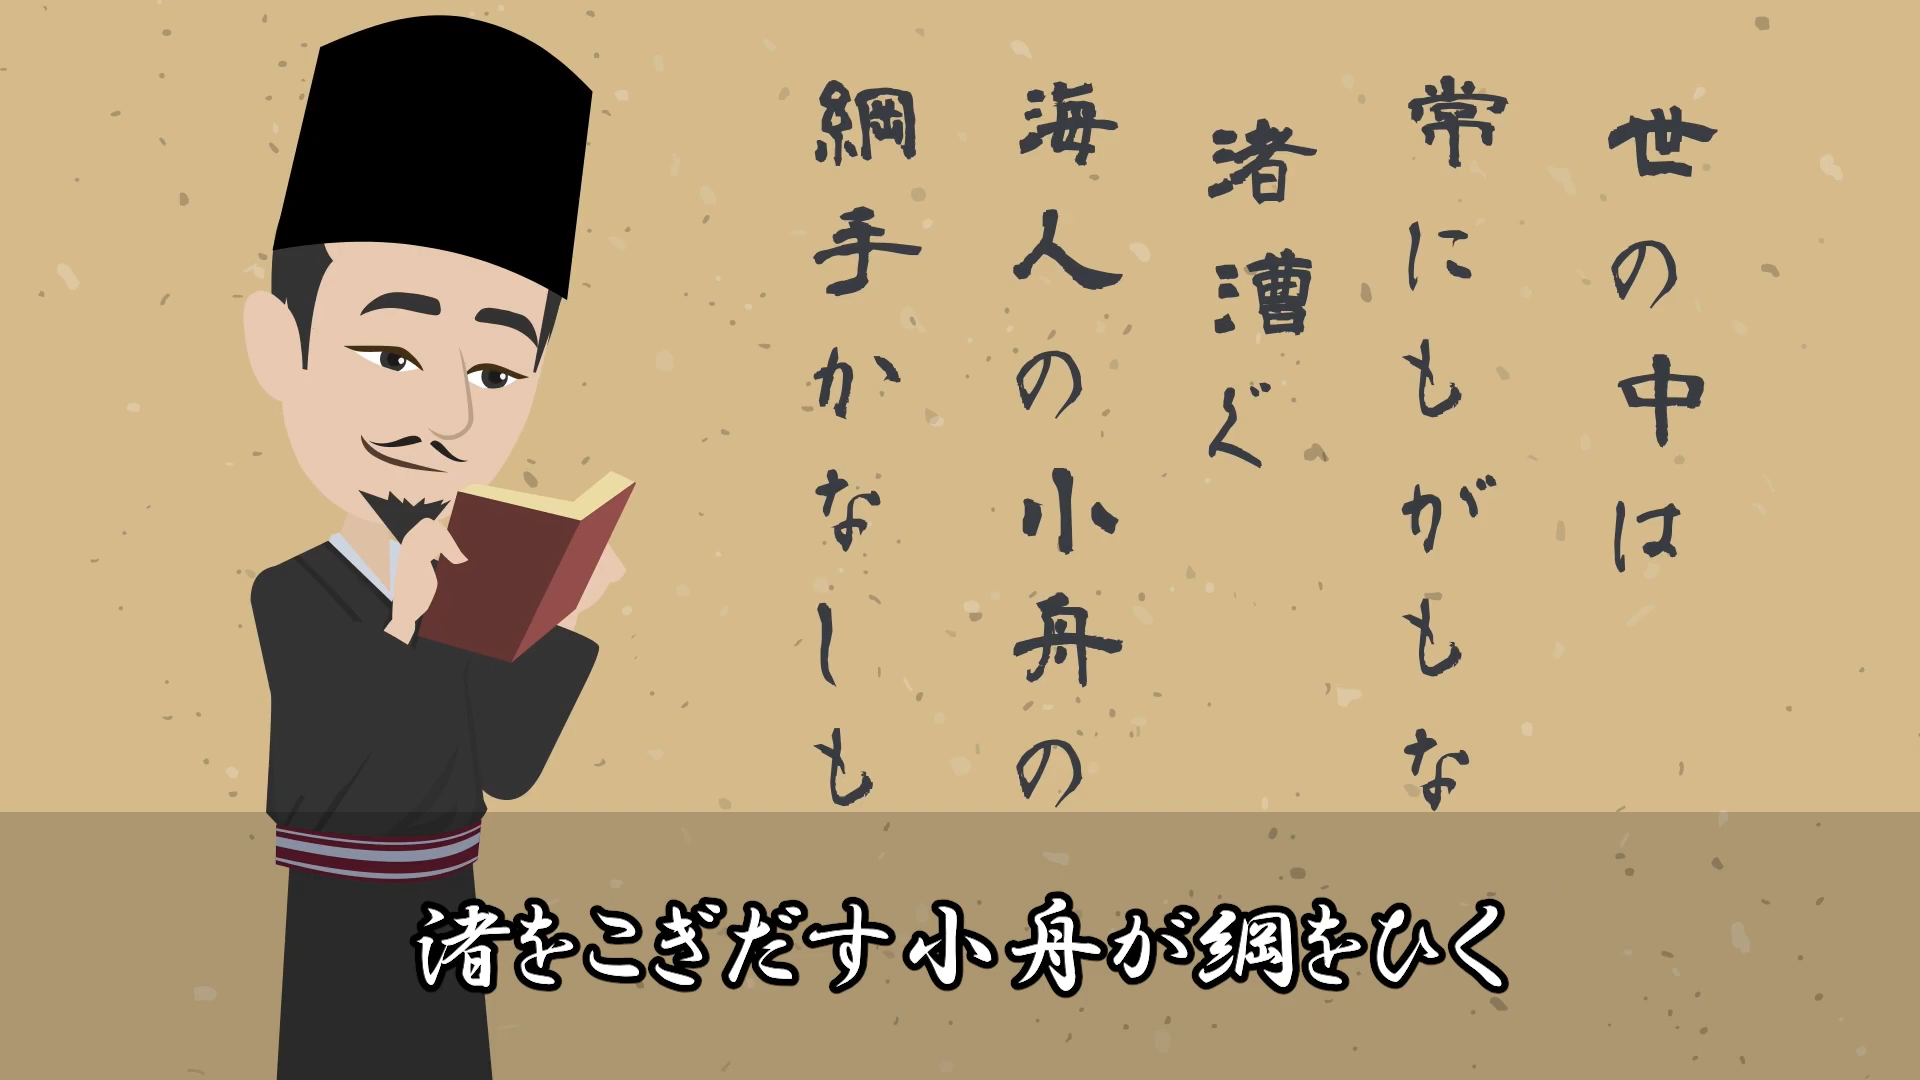 世の中は
常にもがもな
渚漕ぐ
海人の小舟の
綱手かなしも
渚をこぎだす小舟が綱をひく